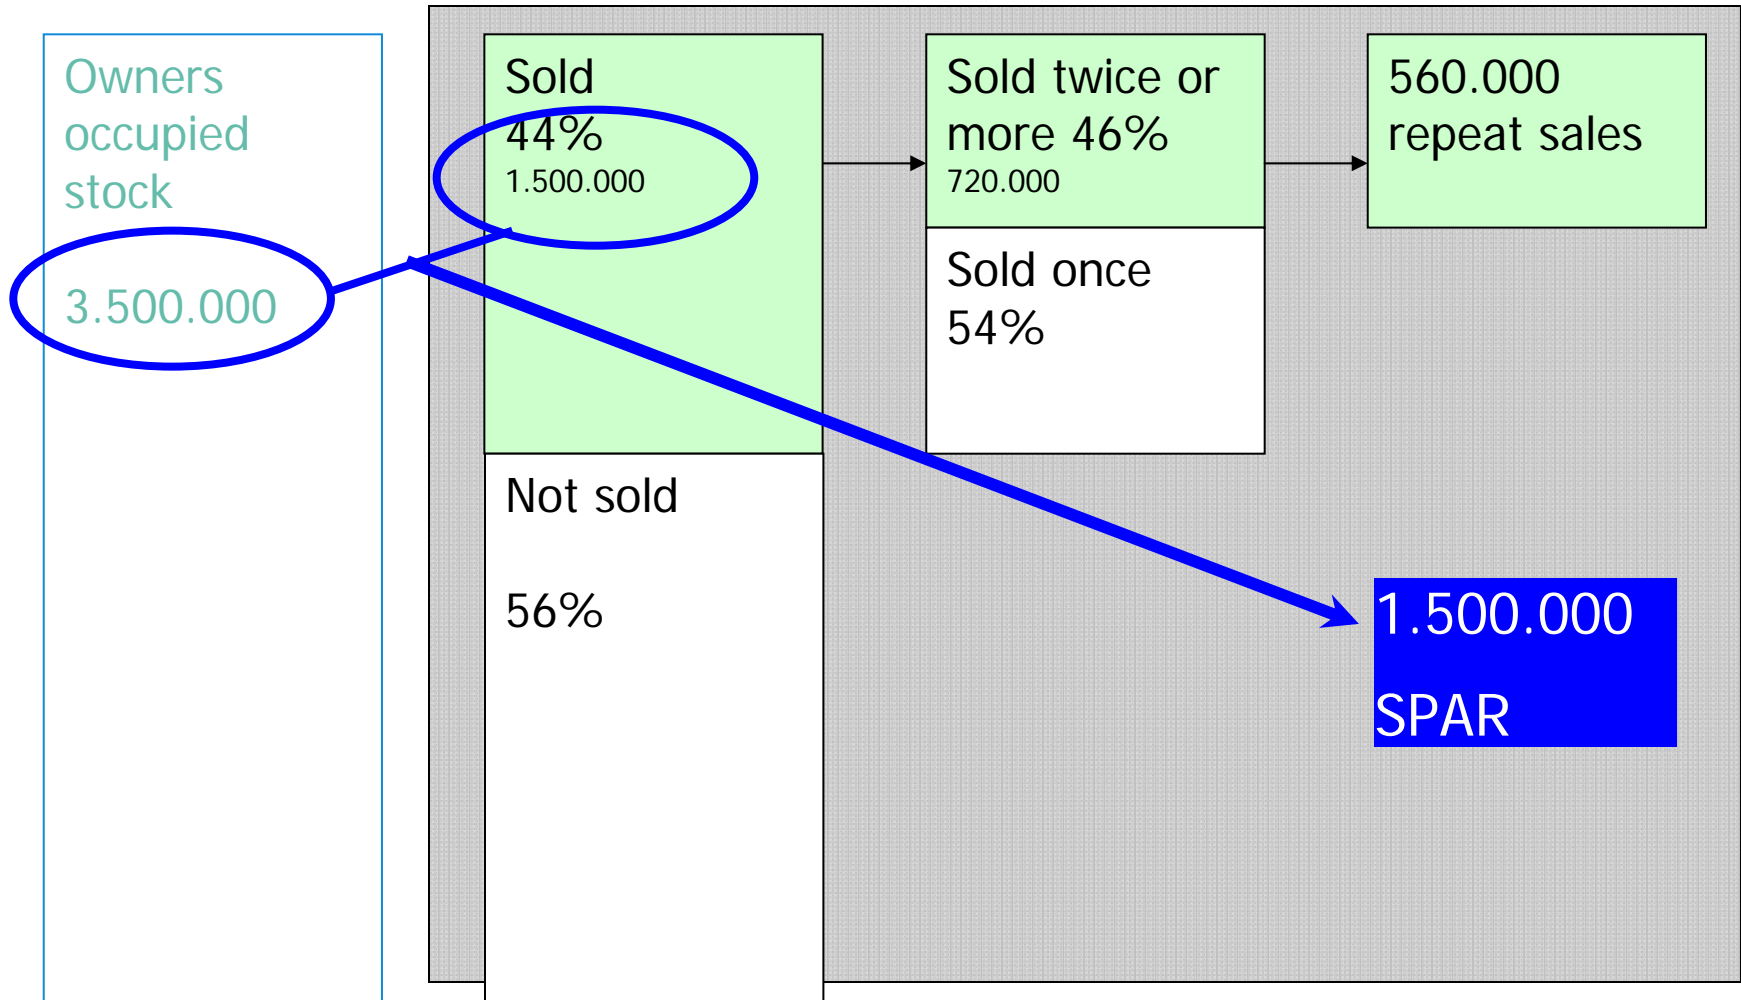 Owners
occupied
stock
3.500.000
Sold
44%
1.500.000
Not sold
56%
Sold twice or
more 46%
720.000
Sold once
54%
560.000
repeat sales
1.500.000
SPAR